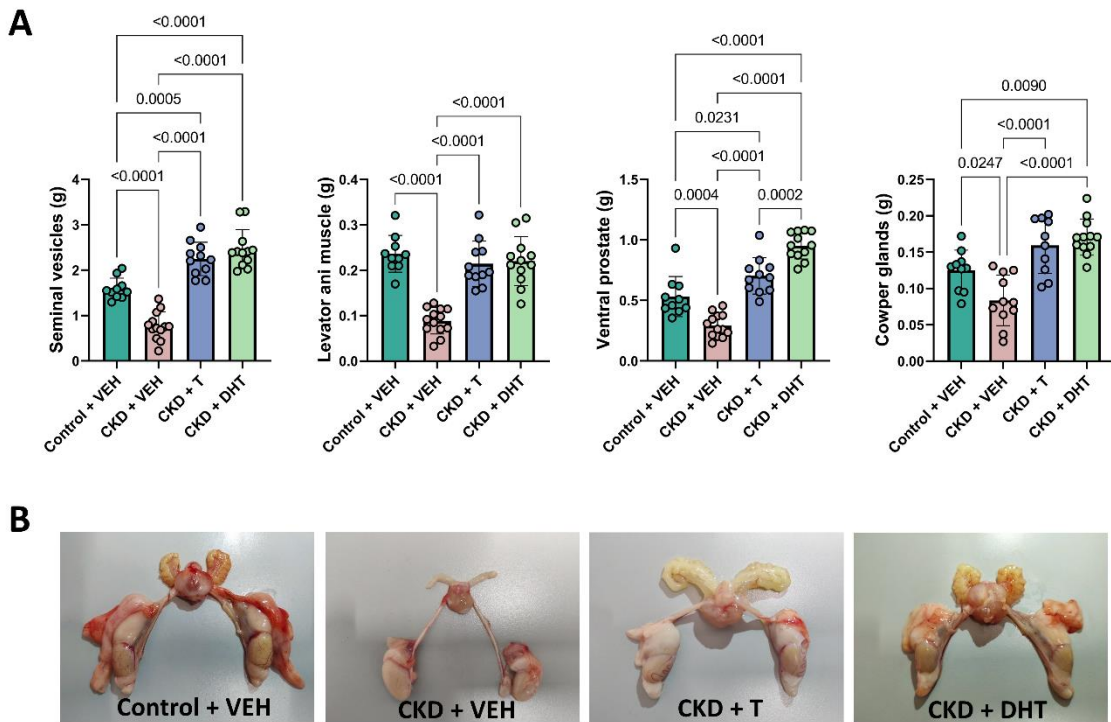 A
<0.0001
<0.0001
0.0005
<0.0001
<0.0001
Seminal vesicles (g)
5
4
3
2
1
0
Control + VEH
CKD + VEH
CKD + T
CKD + DHT
<0.0001
<0.0001
<0.0001
Levator ani muscle (g)
0.4
0.3
0.2
0.1
0.0
Control + VEH
CKD + VEH
CKD + T
CKD + DHT
<0.0001
<0.0001
0.0231
<0.0001
0.0004
0.0002
Ventral prostate (g)
1.5
1.0
0.5
0.0
Control + VEH
CKD + VEH
CKD + T
CKD + DHT
0.0090
<0.0001
0.0247
<0.0001
Cowper glands (g)
0.25
0.20
0.15
0.10
0.05
0.00
Control + VEH
CKD + VEH
CKD + T
CKD + DHT
B
Control + VEH
CKD + VEH
CKD + T
CKD + DHT